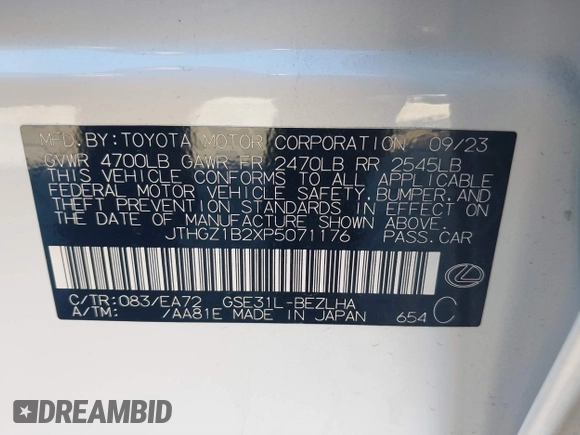 MFD. BY: TOYOTA MOTOR CORPORATION 09/23
GVWR 4700LB GAWR FR 2470LB RR 2545LB
THIS VEHICLE CONFORMS TO ALL APPLICABLE
FEDERAL MOTOR VEHICLE SAFETY, BUMPER, AND
THEFT PREVENTION STANDARDS IN EFFECT ON
THE DATE OF MANUFACTURE SHOWN ABOVE.
JTHGZ1B2XP5071176 PASS. CAR
C/TR: 083/EA72 GSE31L-BEZLHA
A/TM: /AA81E MADE IN JAPAN 654 C
DREAMBID